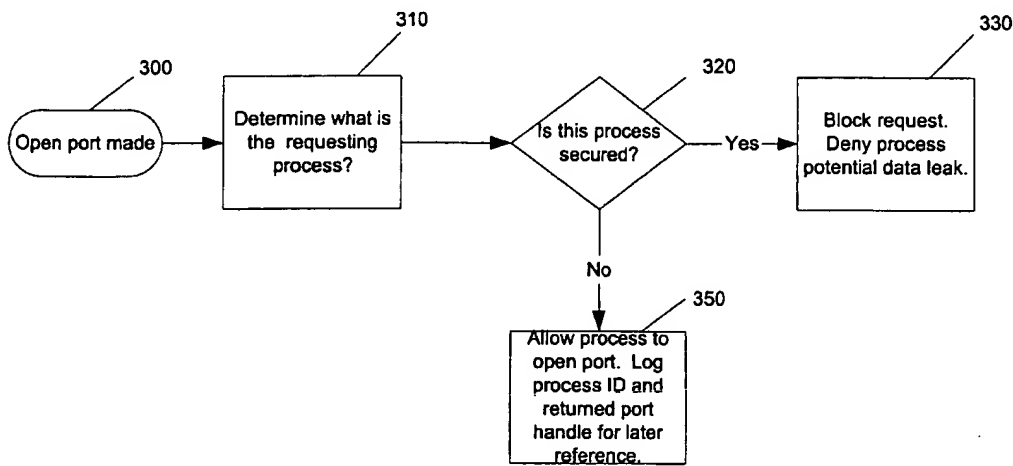 300
Open port made
310
Determine what is
the requesting
process?
320
Is this process
secured?
Yes
330
Block request.
Deny process
potential data leak.
No
350
Allow process to
open port. Log
process ID and
returned port
handle for later
reference.